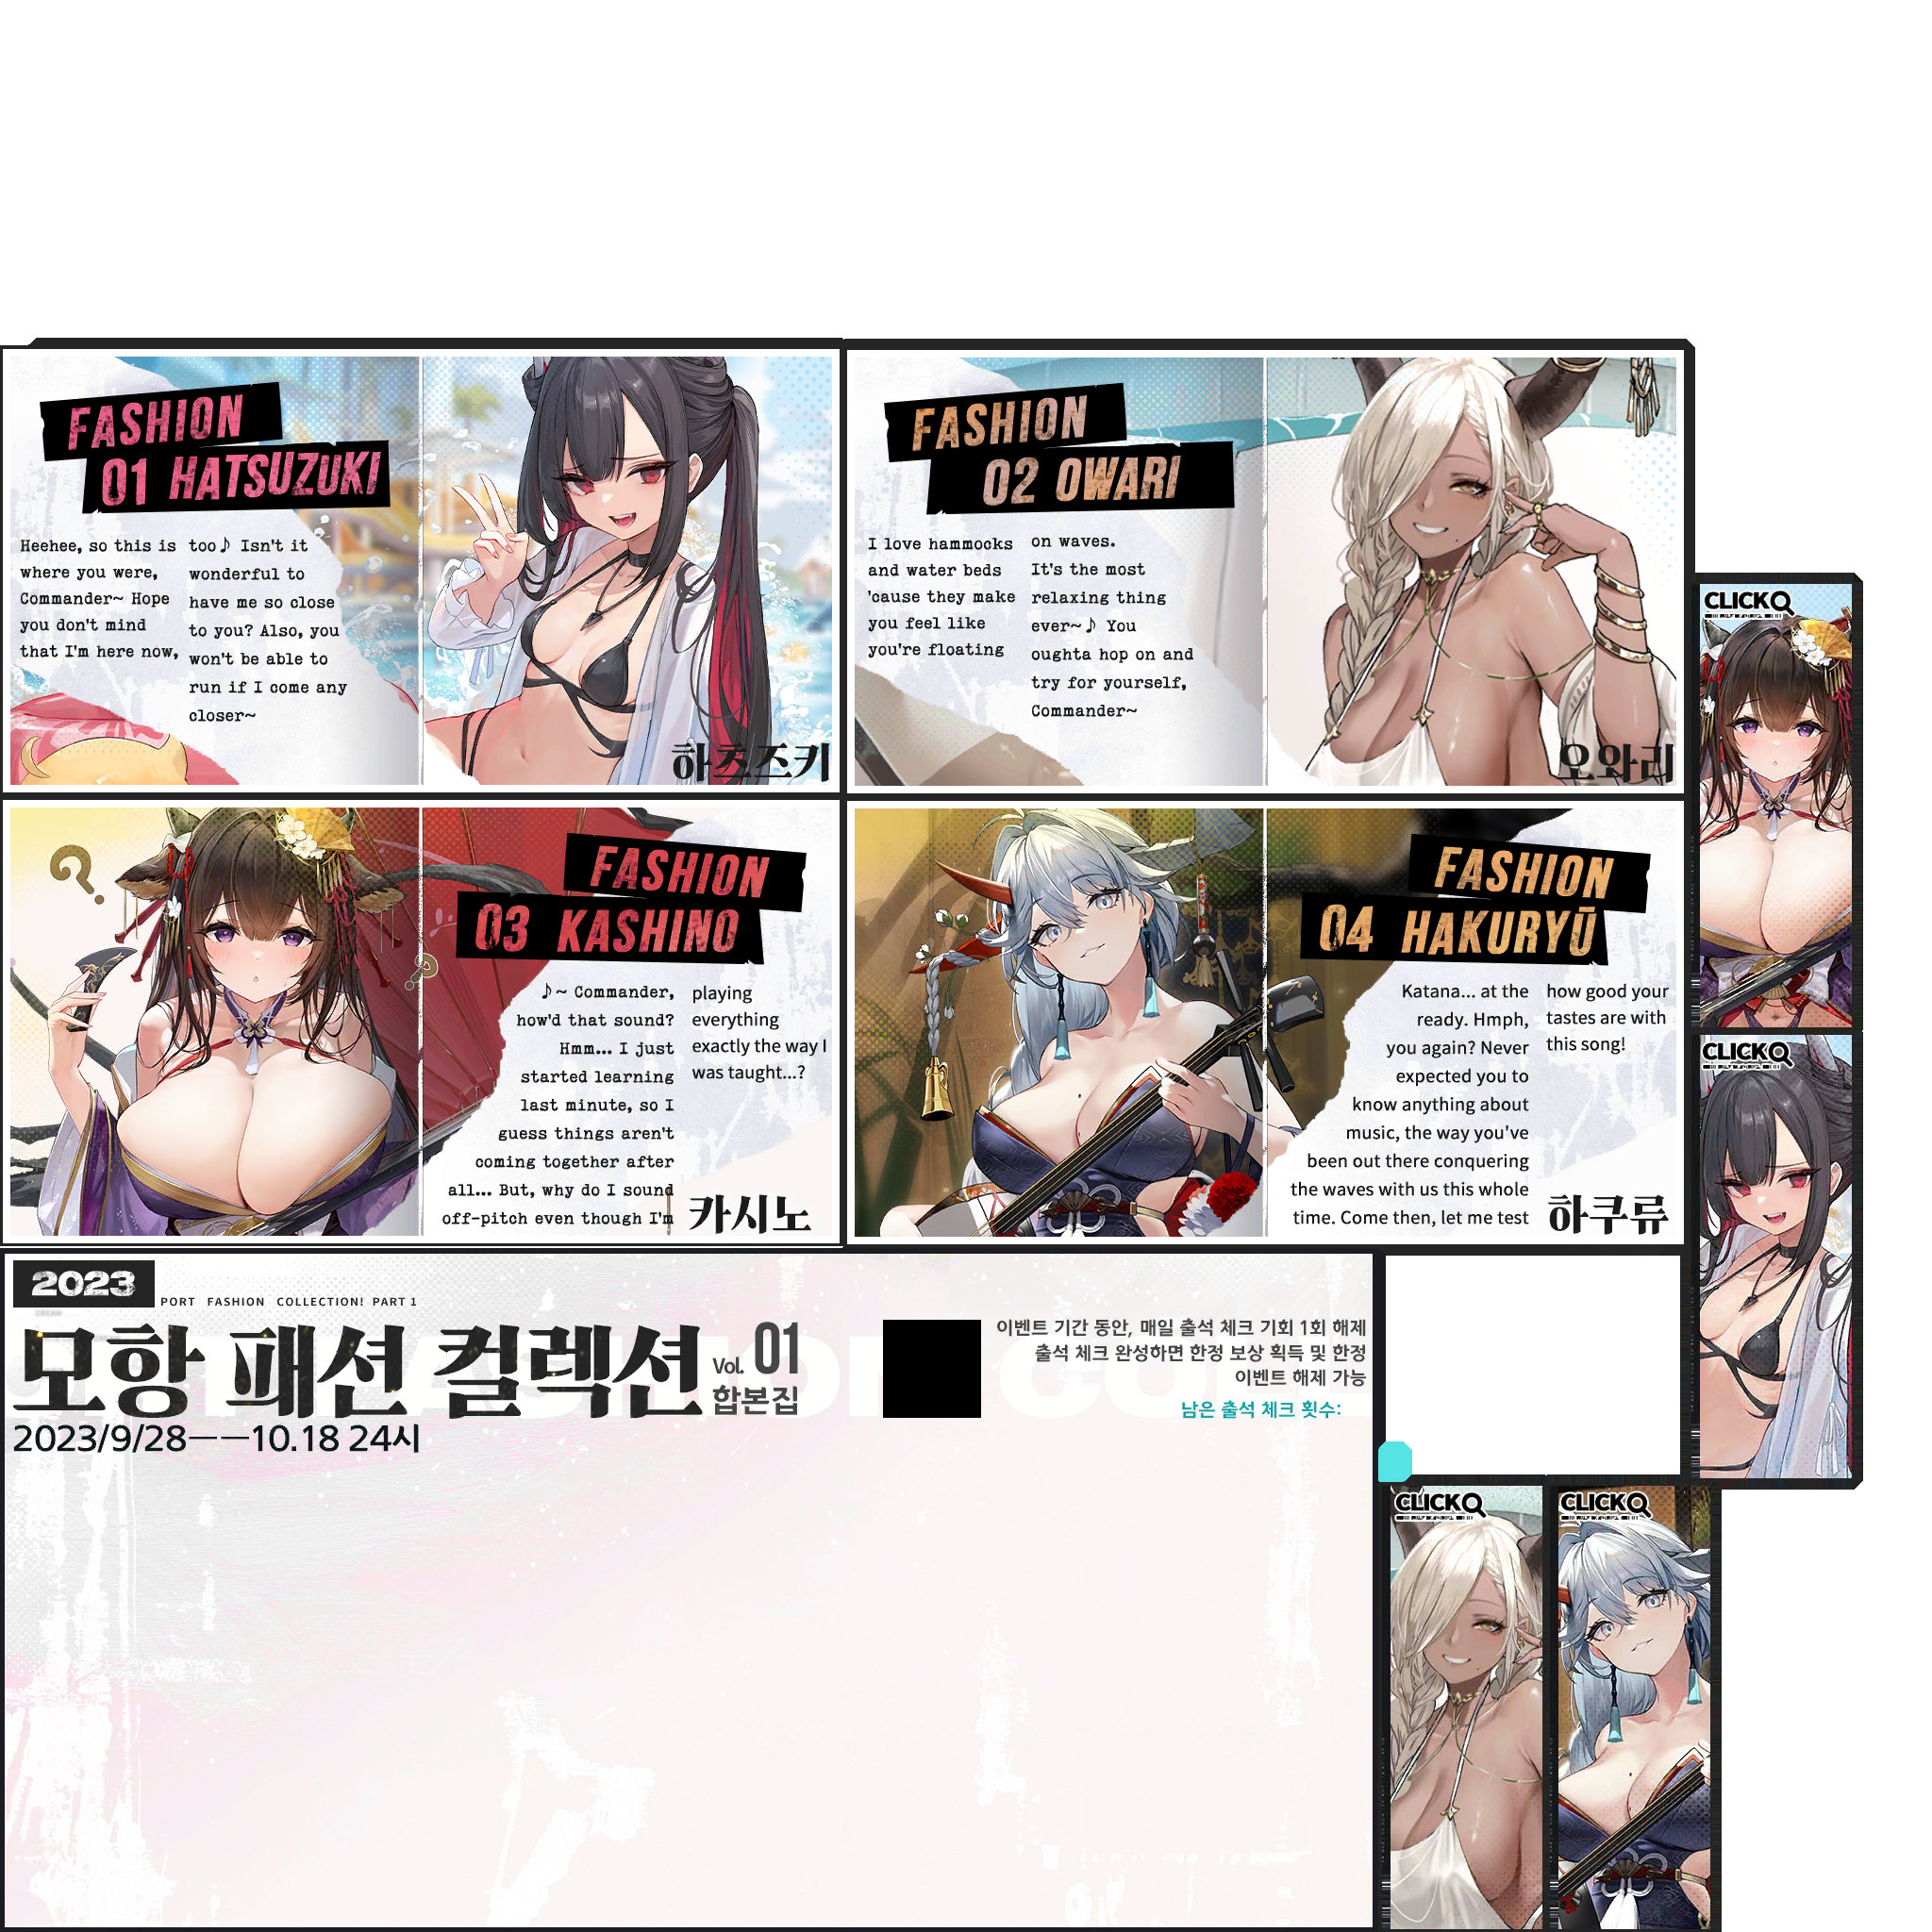 FASHION
01 HATSUZUKI
Heehee, so this is
where you were,
Commander~ Hope
you don't mind
that I'm here now,
too♪ Isn't it
wonderful to
have me so close
to you? Also, you
won't be able to
run if I come any
closer~
하츠즈키
FASHION
02 OWARI
I love hammocks
and water beds
'cause they make
you feel like
you're floating
on waves.
It's the most
relaxing thing
ever~♪ You
oughta hop on and
try for yourself,
Commander~
오와리
FASHION
03 KASHINO
♪~ Commander,
how'd that sound?
Hmm... I just
started learning
last minute, so I
guess things aren't
coming together after
all... But, why do I sound
off-pitch even though I'm
playing
everything
exactly the way I
was taught...?
카시노
FASHION
04 HAKURYŪ
Katana... at the
ready. Hmph,
you again? Never
expected you to
know anything about
music, the way you've
been out there conquering
the waves with us this whole
time. Come then, let me test
how good your
tastes are with
this song!
하쿠류
CLICK
CLICK
2023
PORT FASHION COLLECTION! PART 1
모항 패션 컬렉션
Vol. 01
합본집
2023/9/28——10.18 24시
이벤트 기간 동안, 매일 출석 체크 기회 1회 해제
출석 체크 완성하면 한정 보상 획득 및 한정
이벤트 해제 가능
남은 출석 체크 횟수:
CLICK
CLICK